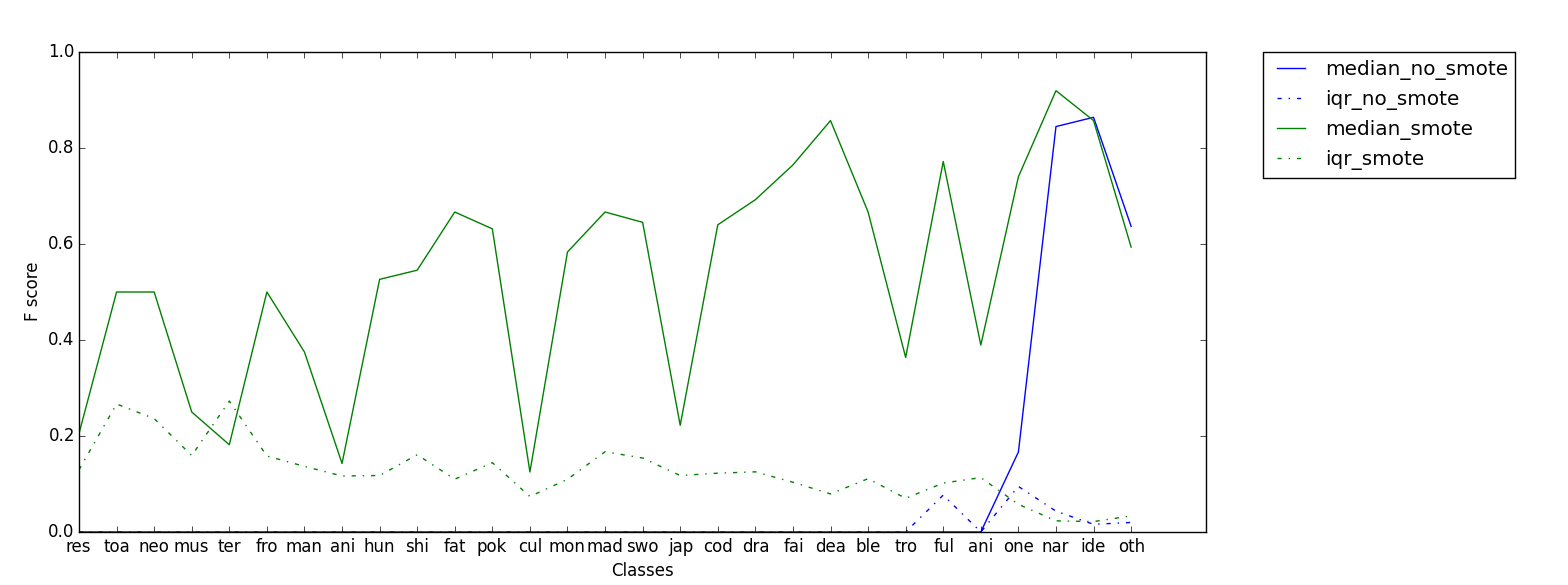 1.0
0.8
0.6
0.4
0.2
0.0
F score
res toa neo mus ter fro man ani hun shi fat pok cul mon mad swo jap cod dra fai dea ble tro ful ani one nar ide oth
Classes
median_no_smote
iqr_no_smote
median_smote
iqr_smote